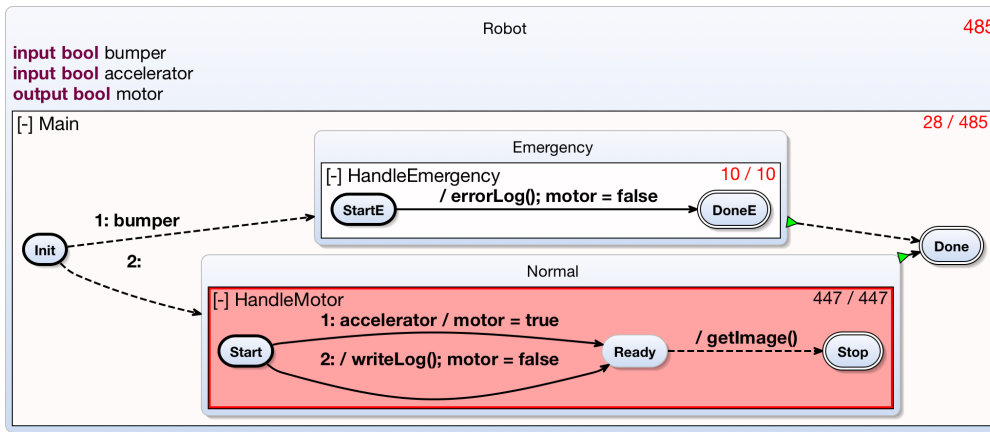 Robot
485
input bool bumper
input bool accelerator
output bool motor
[-] Main
28 / 485
Emergency
[-] HandleEmergency
10 / 10
StartE
/ errorLog(); motor = false
DoneE
1: bumper
Init
2:
Done
Normal
[-] HandleMotor
447 / 447
1: accelerator / motor = true
Start
2: / writeLog(); motor = false
Ready
/ getImage()
Stop